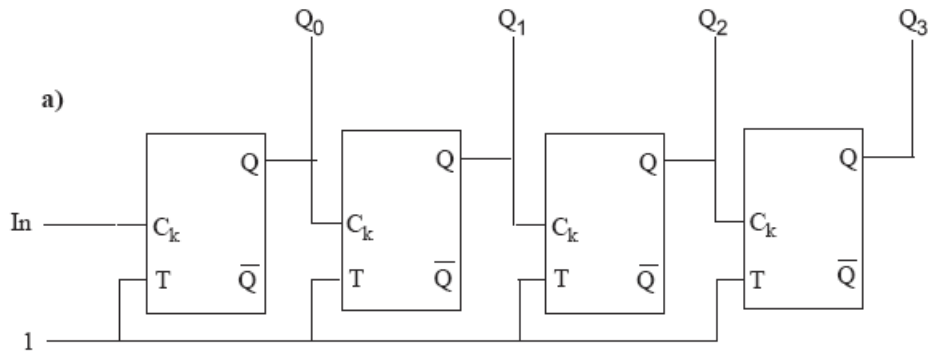 Q0 Q1 Q2 Q3
a)
Q Q Q Q
In Ck Ck Ck Ck
T Q̅ T Q̅ T Q̅ T Q̅
1